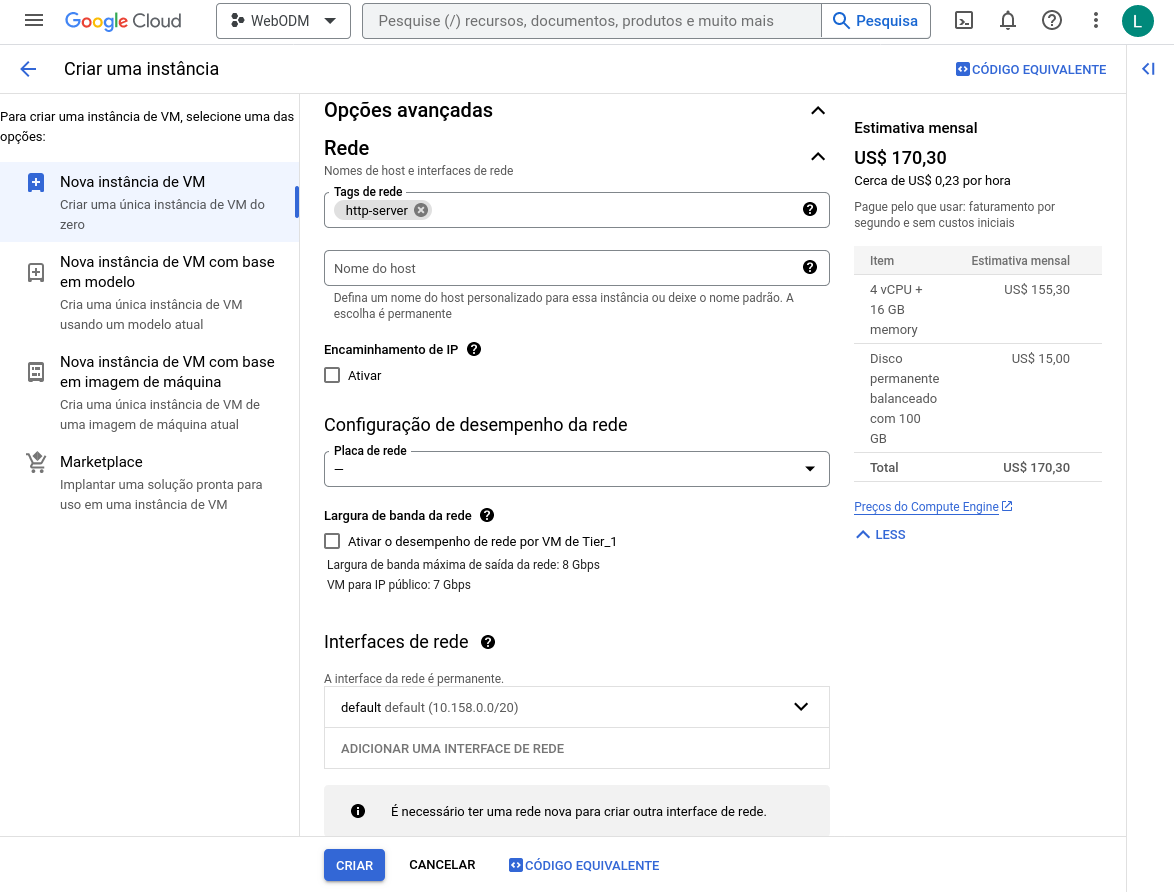 Google Cloud
WebODM
Pesquise (/) recursos, documentos, produtos e muito mais
Pesquisa
L
Criar uma instância
CÓDIGO EQUIVALENTE
Para criar uma instância de VM, selecione uma das
opções:
Nova instância de VM
Criar uma única instância de VM do
zero
Nova instância de VM com base
em modelo
Cria uma única instância de VM
usando um modelo atual
Nova instância de VM com base
em imagem de máquina
Cria uma única instância de VM de
uma imagem de máquina atual
Marketplace
Implantar uma solução pronta para
uso em uma instância de VM
Opções avançadas
Rede
Nomes de host e interfaces de rede
Tags de rede
http-server
Nome do host
Defina um nome do host personalizado para essa instância ou deixe o nome padrão. A
escolha é permanente
Encaminhamento de IP
Ativar
Configuração de desempenho da rede
Placa de rede
—
Largura de banda da rede
Ativar o desempenho de rede por VM de Tier_1
Largura de banda máxima de saída da rede: 8 Gbps
VM para IP público: 7 Gbps
Interfaces de rede
A interface da rede é permanente.
default default (10.158.0.0/20)
ADICIONAR UMA INTERFACE DE REDE
É necessário ter uma rede nova para criar outra interface de rede.
CRIAR
CANCELAR
CÓDIGO EQUIVALENTE
Estimativa mensal
US$ 170,30
Cerca de US$ 0,23 por hora
Pague pelo que usar: faturamento por
segundo e sem custos iniciais
Item Estimativa mensal
4 vCPU + US$ 155,30
16 GB
memory
Disco US$ 15,00
permanente
balanceado
com 100
GB
Total US$ 170,30
Preços do Compute Engine
LESS